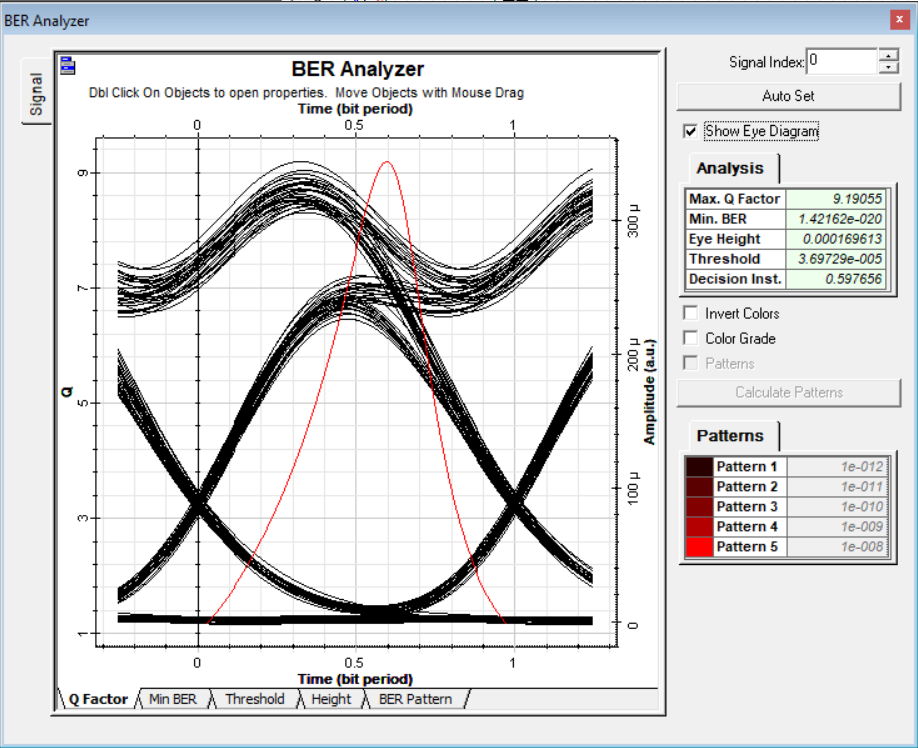 BER Analyzer
x
Signal
BER Analyzer
Dbl Click On Objects to open properties. Move Objects with Mouse Drag
Time (bit period)
0 0.5 1
9
7
5
3
1
Q
300 µ
200 µ
100 µ
0
Amplitude (a.u.)
0 0.5 1
Time (bit period)
Q Factor Min BER Threshold Height BER Pattern
Signal Index: 0
Auto Set
Show Eye Diagram
Analysis
Max. Q Factor 9.19055
Min. BER 1.42162e-020
Eye Height 0.000169613
Threshold 3.69729e-005
Decision Inst. 0.597656
Invert Colors
Color Grade
Patterns
Calculate Patterns
Patterns
Pattern 1 1e-012
Pattern 2 1e-011
Pattern 3 1e-010
Pattern 4 1e-009
Pattern 5 1e-008